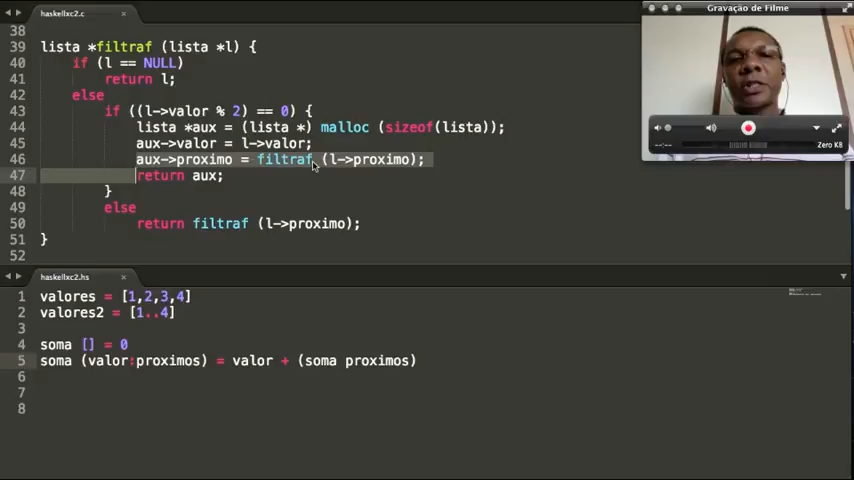 haskellxc2.c
Gravação de Filme
38
39 lista *filtraf (lista *l) {
40 if (l == NULL)
41 return l;
42 else
43 if ((l->valor % 2) == 0) {
44 lista *aux = (lista *) malloc (sizeof(lista));
45 aux->valor = l->valor;
46 aux->proximo = filtraf (l->proximo);
47 return aux;
48 }
49 else
50 return filtraf (l->proximo);
51 }
52
--:--
Zero KB
haskellxc2.hs
1 valores = [1,2,3,4]
2 valores2 = [1..4]
3
4 soma [] = 0
5 soma (valor:proximos) = valor + (soma proximos)
6
7
8